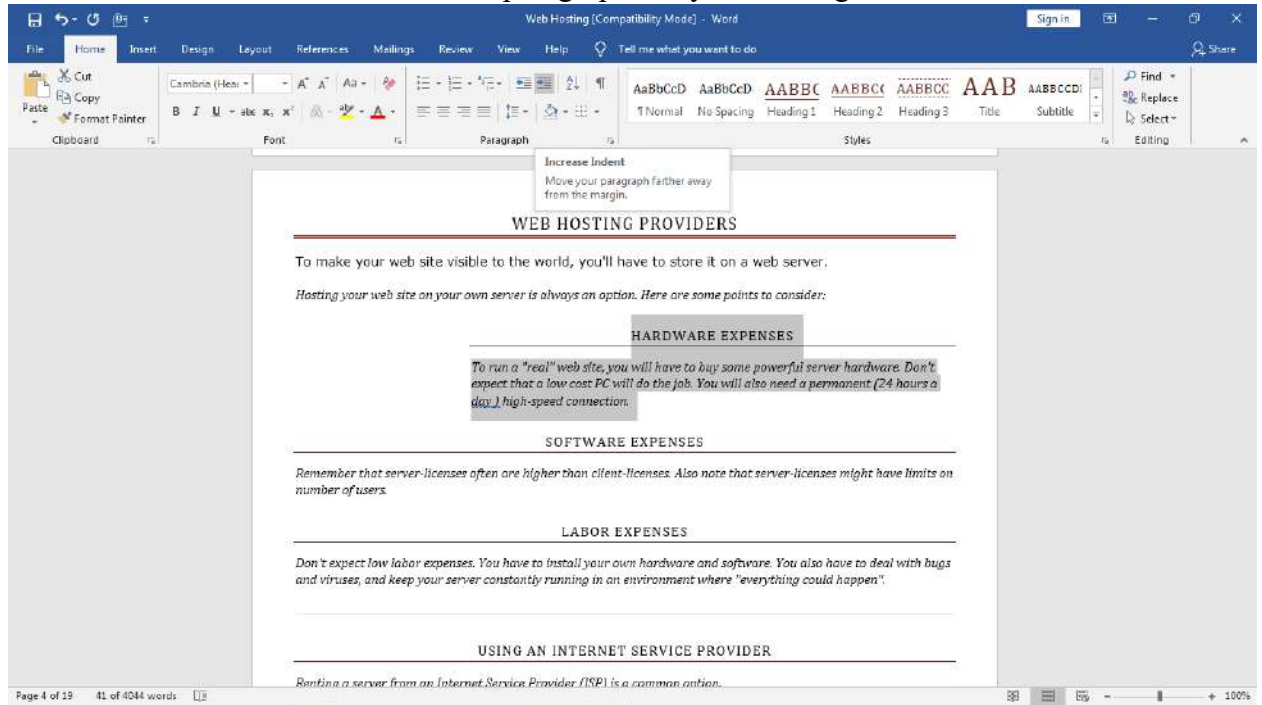 Web Hosting [Compatibility Mode] - Word
Sign in
File Home Insert Design Layout References Mailings Review View Help Tell me what you want to do Share
Paste
Cut
Copy
Format Painter
Clipboard
Cambria (Hea
A A Aa
B I U abc x₂ x²
Font
Paragraph
AaBbCcD AaBbCcD AABBC AABBCC AABBCC AAB AABBCCDI
¶ Normal No Spacing Heading 1 Heading 2 Heading 3 Title Subtitle
Styles
Find
Replace
Select
Editing
Increase Indent
Move your paragraph farther away
from the margin.
WEB HOSTING PROVIDERS
To make your web site visible to the world, you'll have to store it on a web server.
Hosting your web site on your own server is always an option. Here are some points to consider:
HARDWARE EXPENSES
To run a "real" web site, you will have to buy some powerful server hardware. Don't
expect that a low cost PC will do the job. You will also need a permanent (24 hours a
day ) high-speed connection.
SOFTWARE EXPENSES
Remember that server-licenses often are higher than client-licenses. Also note that server-licenses might have limits on
number of users.
LABOR EXPENSES
Don't expect low labor expenses. You have to install your own hardware and software. You also have to deal with bugs
and viruses, and keep your server constantly running in an environment where "everything could happen".
USING AN INTERNET SERVICE PROVIDER
Renting a server from an Internet Service Provider (ISP) is a common option.
Page 4 of 19 41 of 4044 words
100%